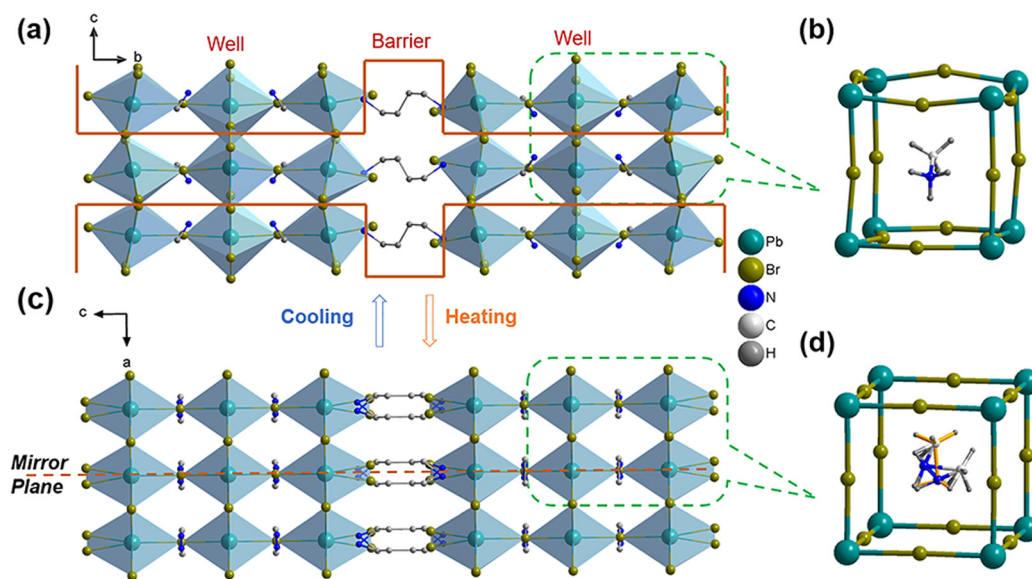 (a)
c
b
Well
Barrier
Well
(b)
Pb
Br
N
C
H
(c)
c
a
Cooling
Heating
Mirror
Plane
(d)